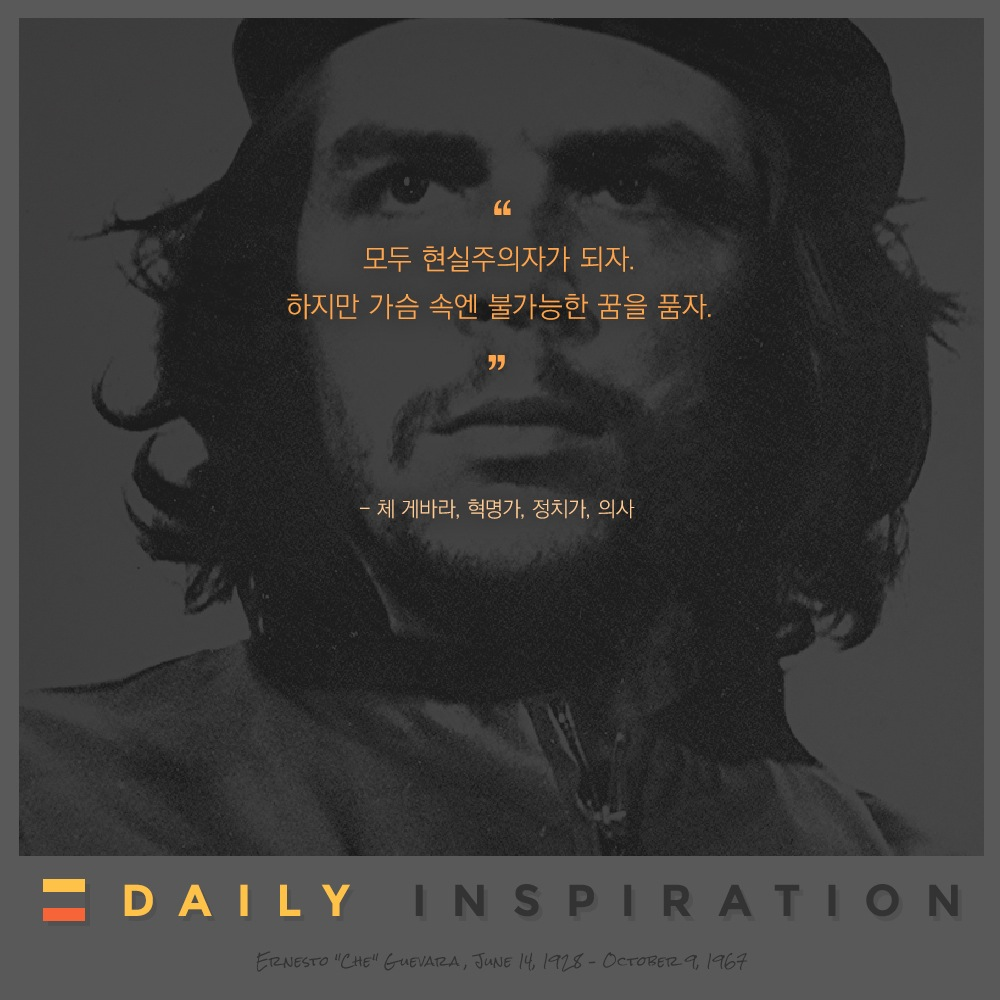 “
모두 현실주의자가 되자.
하지만 가슴 속엔 불가능한 꿈을 품자.
”
– 체 게바라, 혁명가, 정치가, 의사
DAILY INSPIRATION
Ernesto "Che" Guevara, June 14, 1928 - October 9, 1967